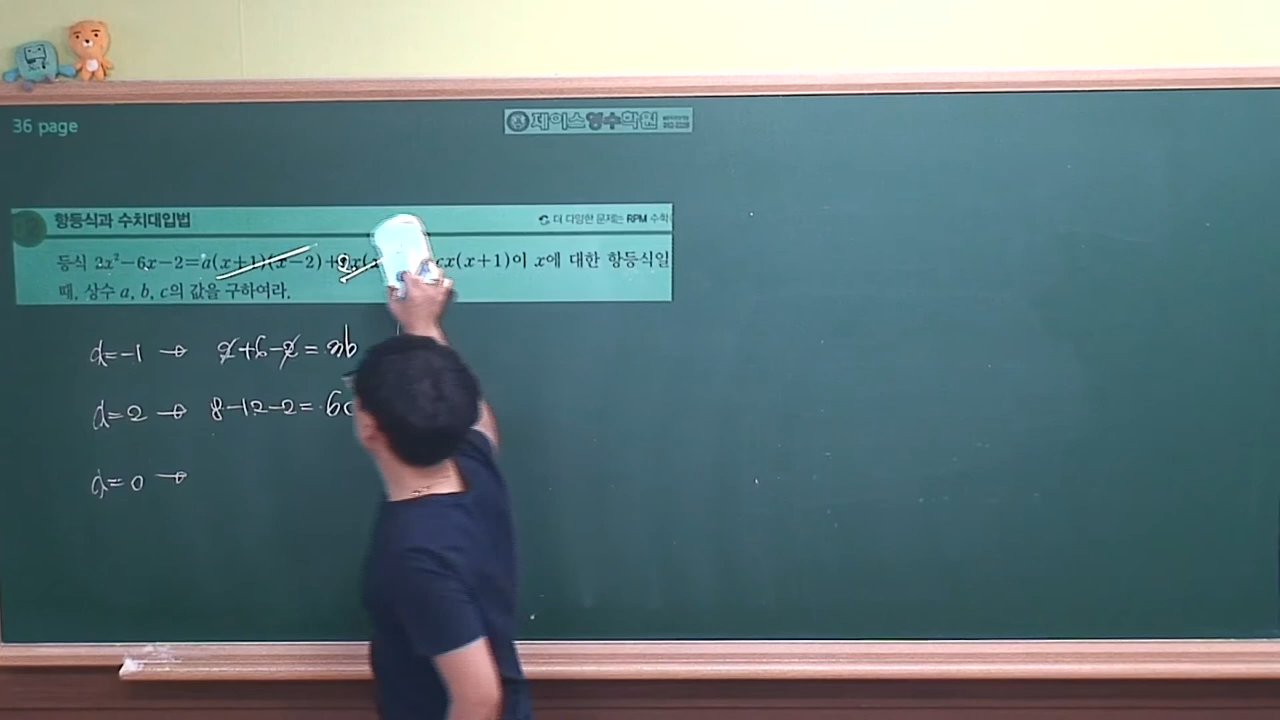 36 page
제이스영수학원
항등식과 수치대입법
더 다양한 문제는 RPM 수학
등식 2x²-6x-2=a(x+1)(x-2)+ x( cx(x+1)이 x에 대한 항등식일
때, 상수 a, b, c의 값을 구하여라.
x=-1 → 2+6-2=
x=2 → 8-12-2=6c
x=0 →